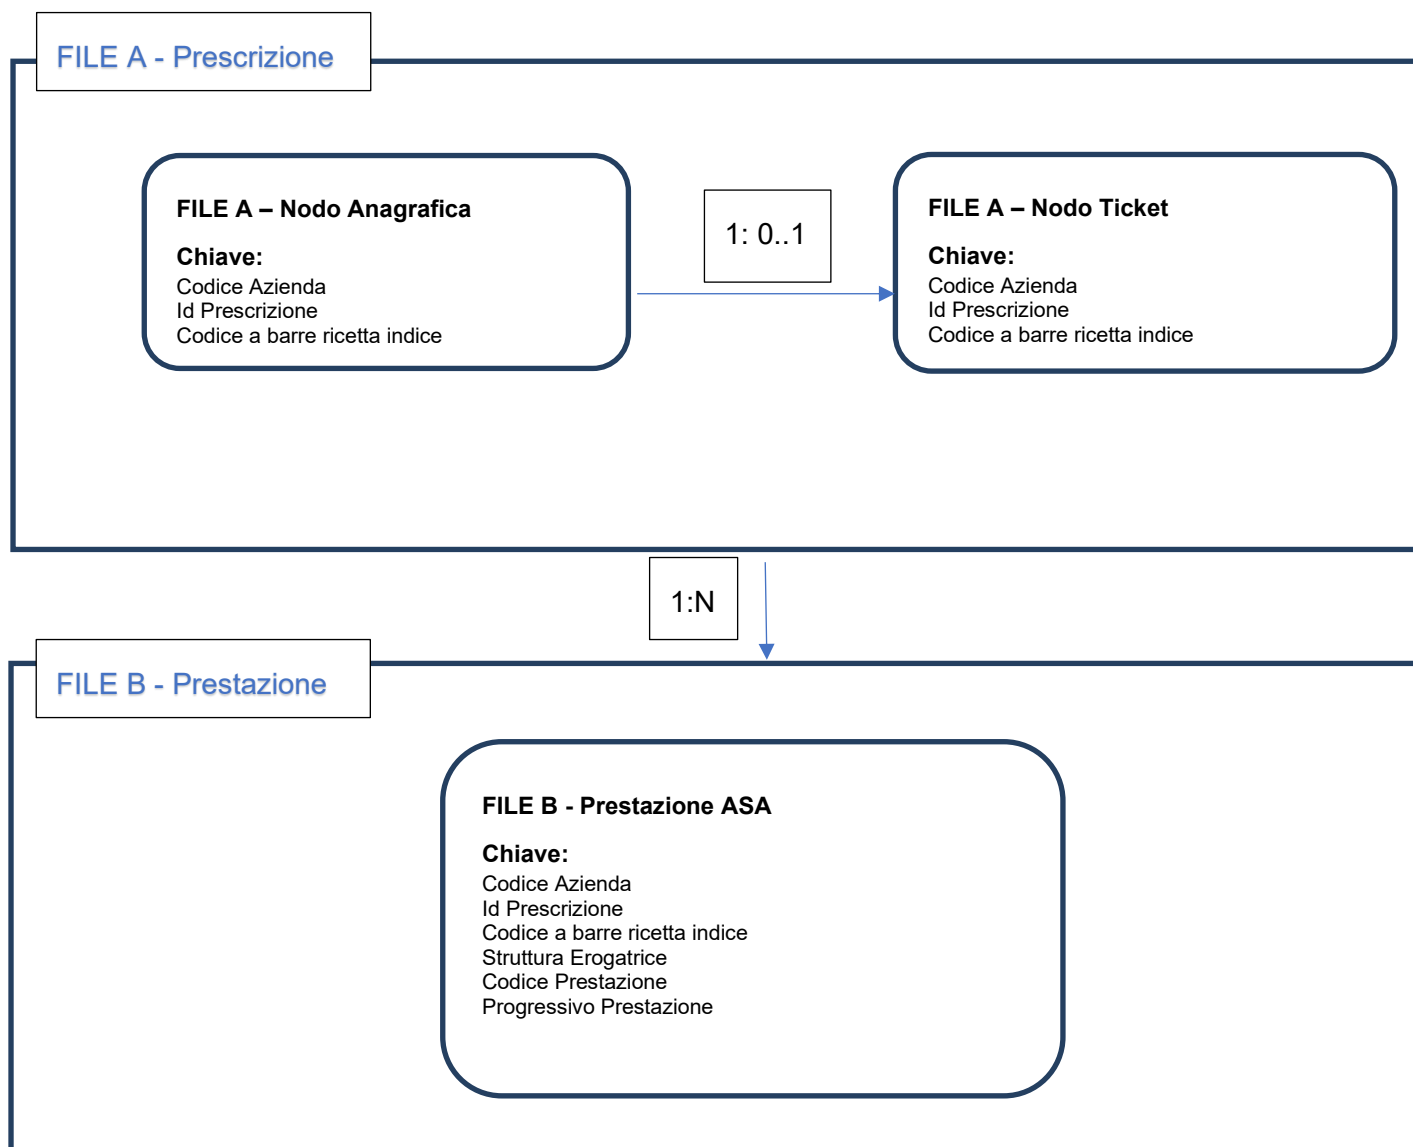 FILE A - Prescrizione
FILE A – Nodo Anagrafica
Chiave:
Codice Azienda
Id Prescrizione
Codice a barre ricetta indice
1: 0..1
FILE A – Nodo Ticket
Chiave:
Codice Azienda
Id Prescrizione
Codice a barre ricetta indice
1:N
FILE B - Prestazione
FILE B - Prestazione ASA
Chiave:
Codice Azienda
Id Prescrizione
Codice a barre ricetta indice
Struttura Erogatrice
Codice Prestazione
Progressivo Prestazione